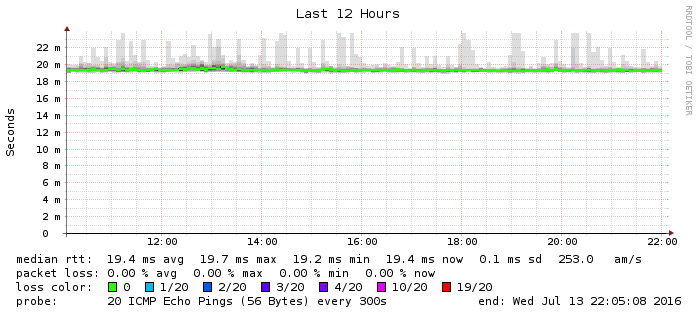 Last 12 Hours
RRDTOOL / TOBI OETIKER
Seconds
22 m
20 m
18 m
16 m
14 m
12 m
10 m
8 m
6 m
4 m
2 m
0
12:00 14:00 16:00 18:00 20:00 22:00
median rtt: 19.4 ms avg 19.7 ms max 19.2 ms min 19.4 ms now 0.1 ms sd 253.0 am/s
packet loss: 0.00 % avg 0.00 % max 0.00 % min 0.00 % now
loss color: 0 1/20 2/20 3/20 4/20 10/20 19/20
probe: 20 ICMP Echo Pings (56 Bytes) every 300s end: Wed Jul 13 22:05:08 2016